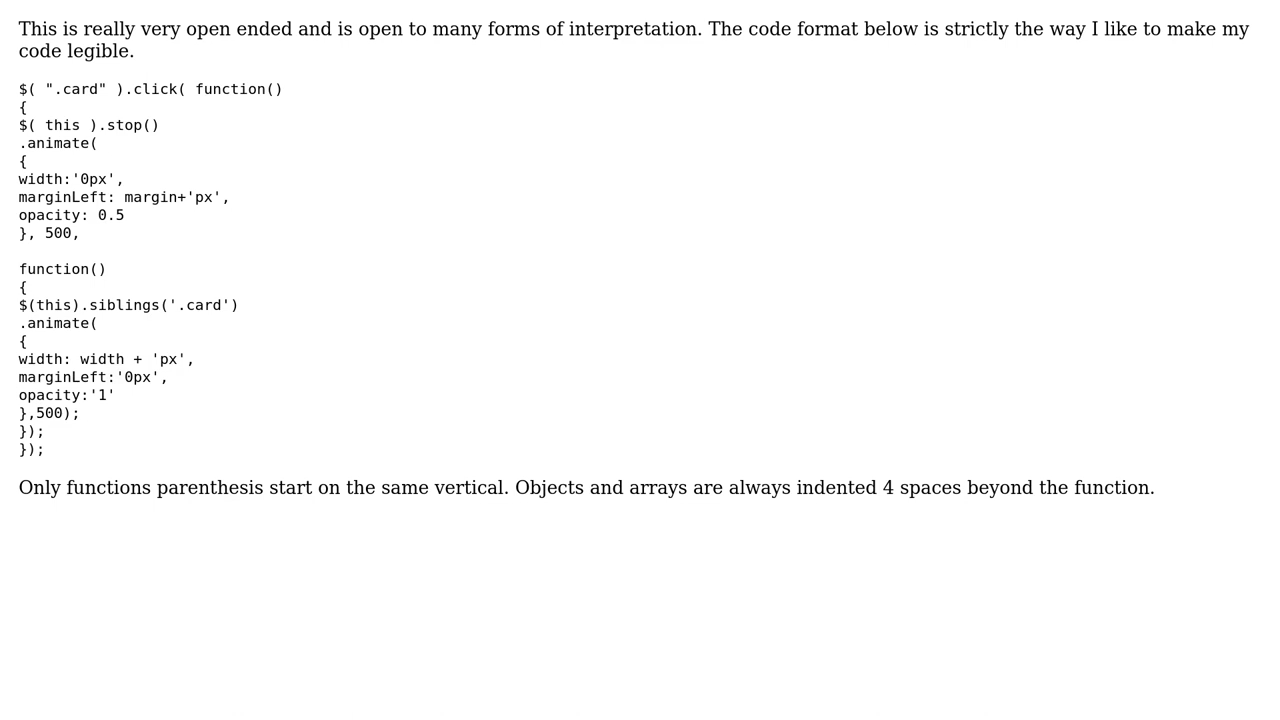 This is really very open ended and is open to many forms of interpretation. The code format below is strictly the way I like to make my
code legible.
$( ".card" ).click( function()
{
$( this ).stop()
.animate(
{
width:'0px',
marginLeft: margin+'px',
opacity: 0.5
}, 500,
function()
{
$(this).siblings('.card')
.animate(
{
width: width + 'px',
marginLeft:'0px',
opacity:'1'
},500);
});
});
Only functions parenthesis start on the same vertical. Objects and arrays are always indented 4 spaces beyond the function.